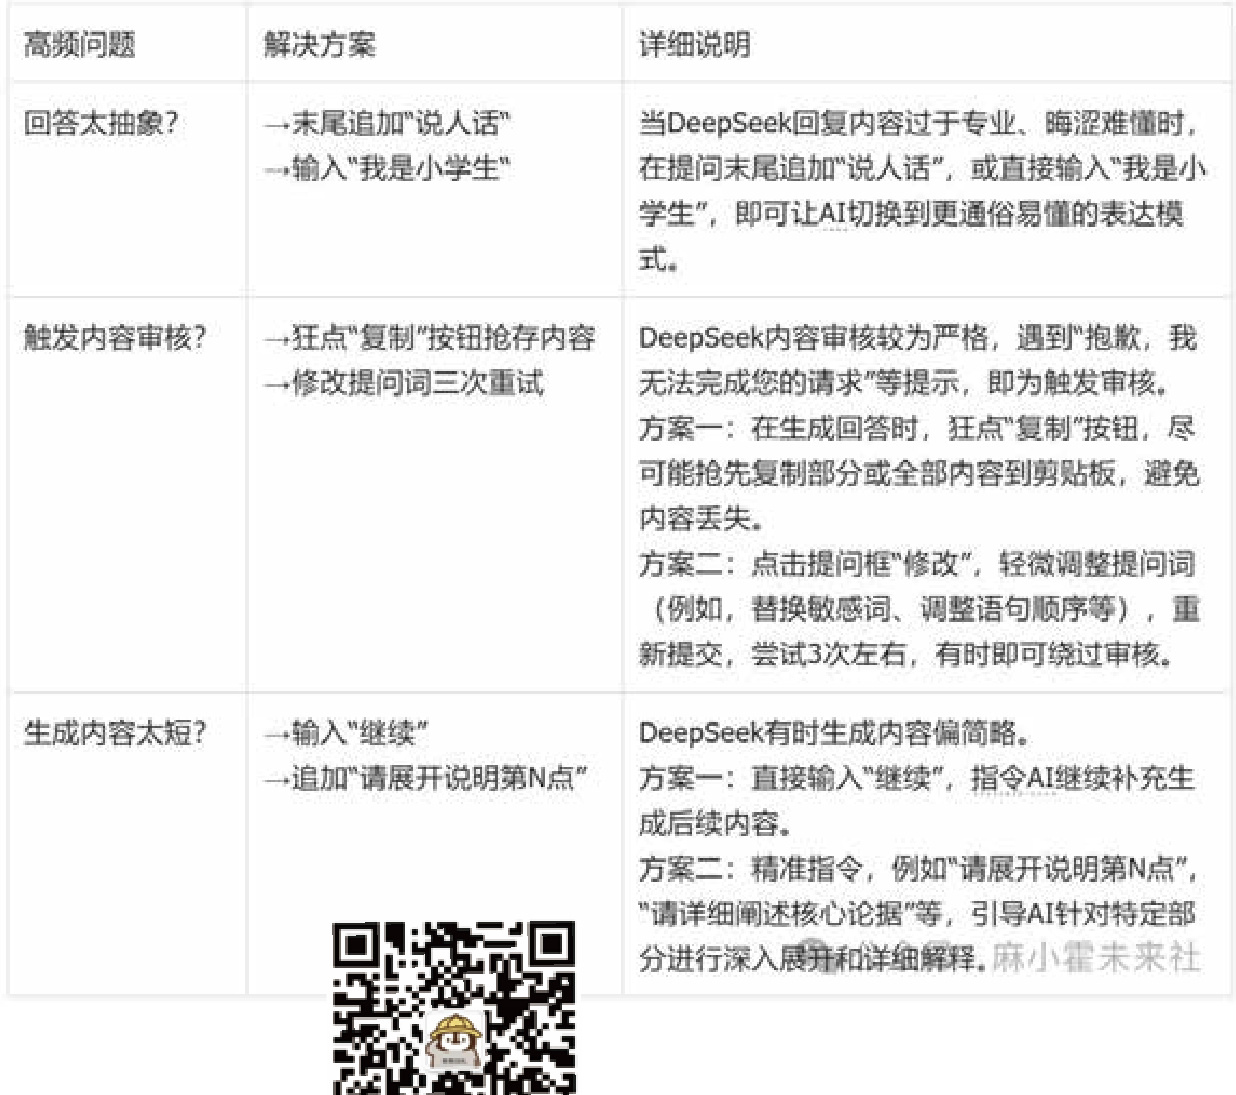 高频问题
解决方案
详细说明
回答太抽象？
→末尾追加“说人话“
→输入“我是小学生“
当DeepSeek回复内容过于专业、晦涩难懂时，
在提问末尾追加“说人话”，或直接输入“我是小
学生”，即可让AI切换到更通俗易懂的表达模
式。
触发内容审核？
→狂点“复制”按钮抢存内容
→修改提问词三次重试
DeepSeek内容审核较为严格，遇到“抱歉，我
无法完成您的请求”等提示，即为触发审核。
方案一：在生成回答时，狂点“复制”按钮，尽
可能抢先复制部分或全部内容到剪贴板，避免
内容丢失。
方案二：点击提问框“修改”，轻微调整提问词
（例如，替换敏感词、调整语句顺序等），重
新提交，尝试3次左右，有时即可绕过审核。
生成内容太短？
→输入“继续”
→追加“请展开说明第N点”
DeepSeek有时生成内容偏简略。
方案一：直接输入“继续”，指令AI继续补充生
成后续内容。
方案二：精准指令，例如“请展开说明第N点”，
“请详细阐述核心论据”等，引导AI针对特定部
分进行深入展开和详细解释。
麻小霍未来社